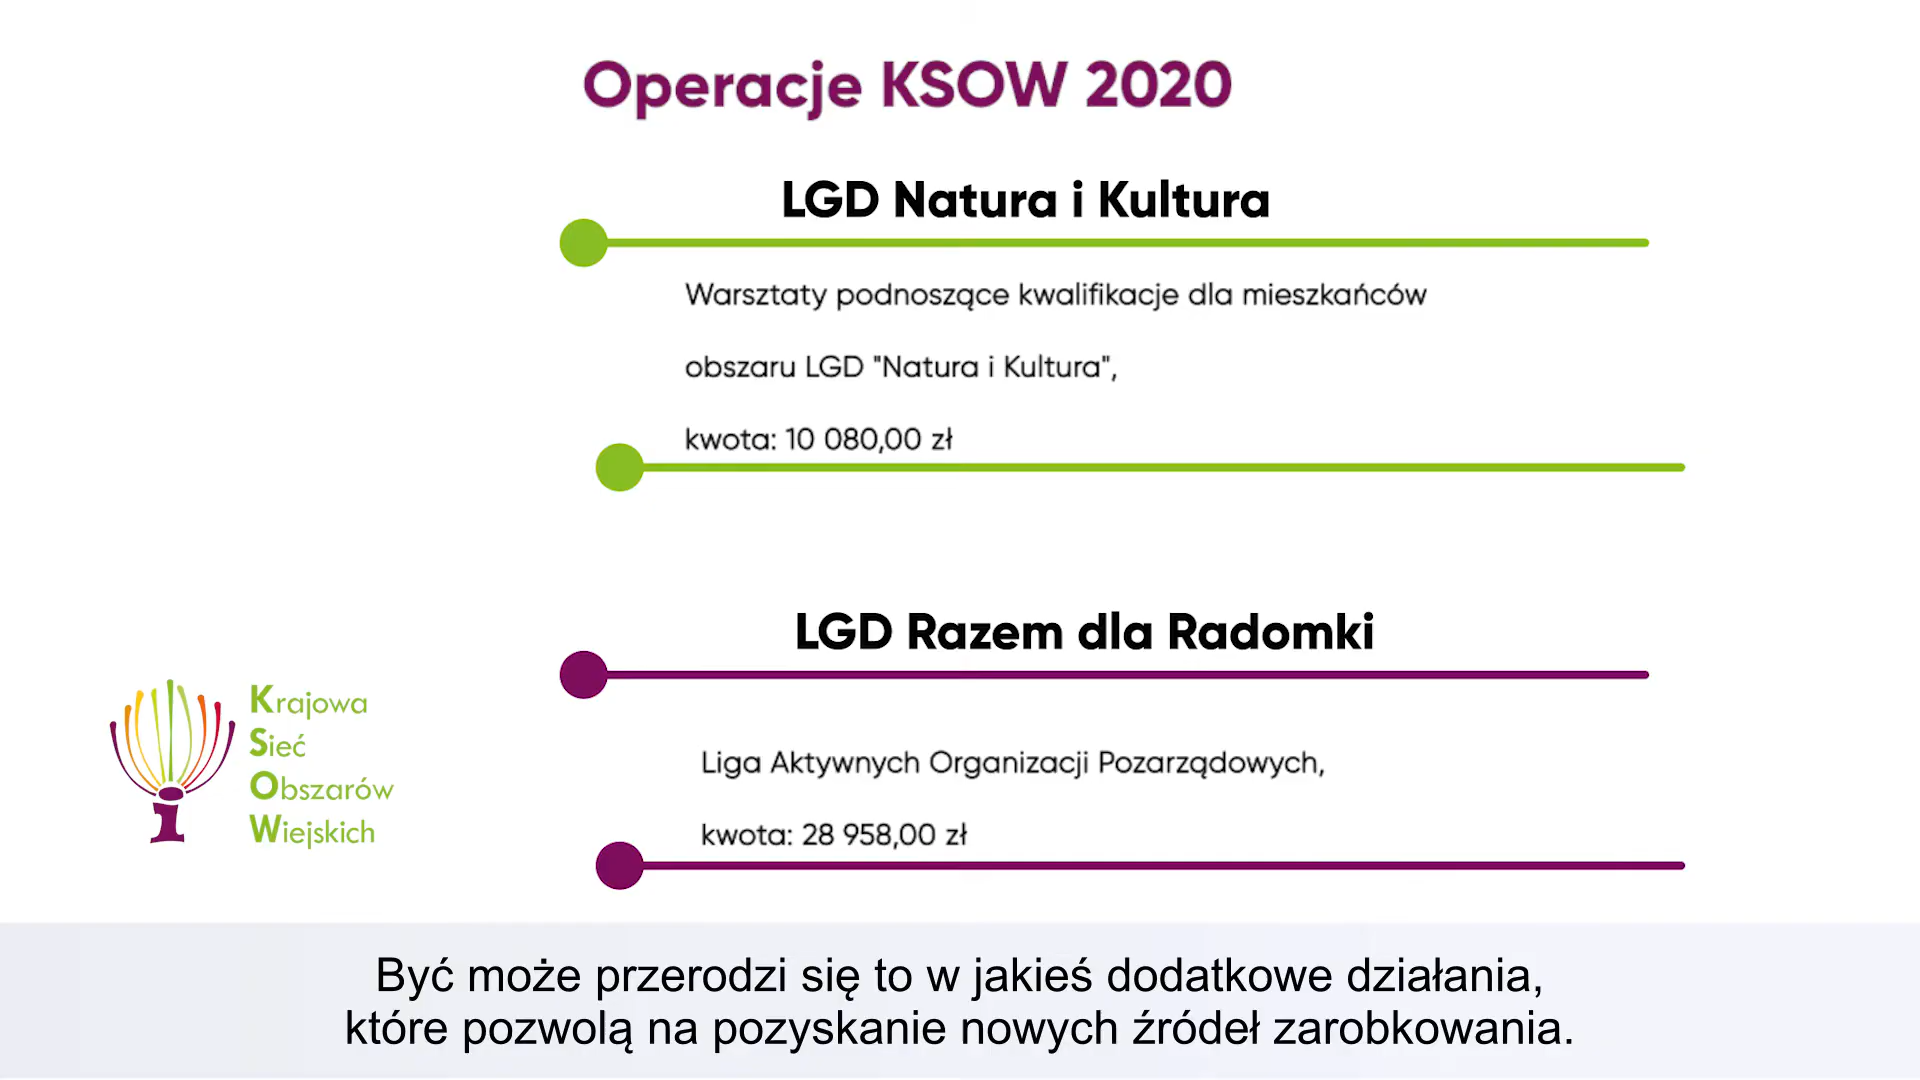 Operacje KSOW 2020
LGD Natura i Kultura
Warsztaty podnoszące kwalifikacje dla mieszkańców
obszaru LGD "Natura i Kultura",
kwota: 10 080,00 zł
LGD Razem dla Radomki
Liga Aktywnych Organizacji Pozarządowych,
kwota: 28 958,00 zł
Krajowa
Sieć
Obszarów
Wiejskich
Być może przerodzi się to w jakieś dodatkowe działania,
które pozwolą na pozyskanie nowych źródeł zarobkowania.